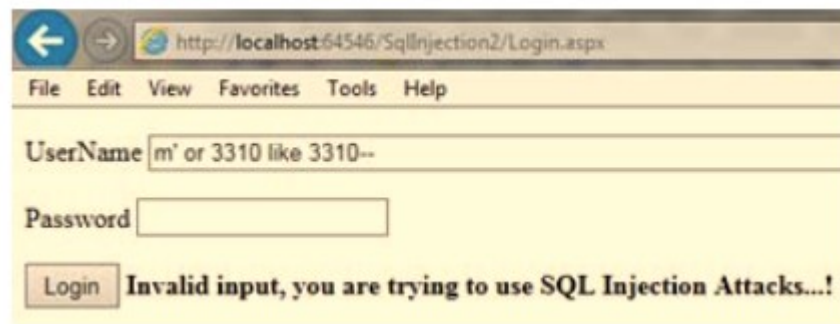 http://localhost:64546/SqlInjection2/Login.aspx
File Edit View Favorites Tools Help
UserName m' or 3310 like 3310--
Password
Login Invalid input, you are trying to use SQL Injection Attacks...!